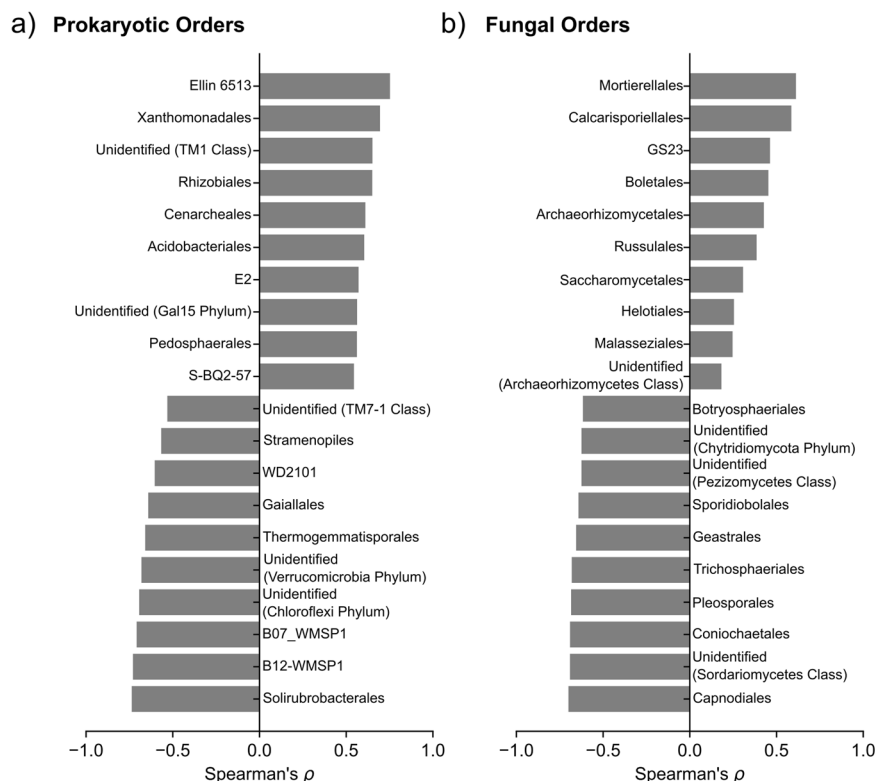 a) Prokaryotic Orders
Ellin 6513
Xanthomonadales
Unidentified (TM1 Class)
Rhizobiales
Cenarcheales
Acidobacteriales
E2
Unidentified (Gal15 Phylum)
Pedosphaerales
S-BQ2-57
Unidentified (TM7-1 Class)
Stramenopiles
WD2101
Gaiallales
Thermogemmatisporales
Unidentified
(Verrucomicrobia Phylum)
Unidentified
(Chloroflexi Phylum)
B07_WMSP1
B12-WMSP1
Solirubrobacterales
−1.0 −0.5 0.0 0.5 1.0
Spearman's ρ
b) Fungal Orders
Mortierellales
Calcarisporiellales
GS23
Boletales
Archaeorhizomycetales
Russulales
Saccharomycetales
Helotiales
Malasseziales
Unidentified
(Archaeorhizomycetes Class)
Botryosphaeriales
Unidentified
(Chytridiomycota Phylum)
Unidentified
(Pezizomycetes Class)
Sporidiobolales
Geastrales
Trichosphaeriales
Pleosporales
Coniochaetales
Unidentified
(Sordariomycetes Class)
Capnodiales
−1.0 −0.5 0.0 0.5 1.0
Spearman's ρ